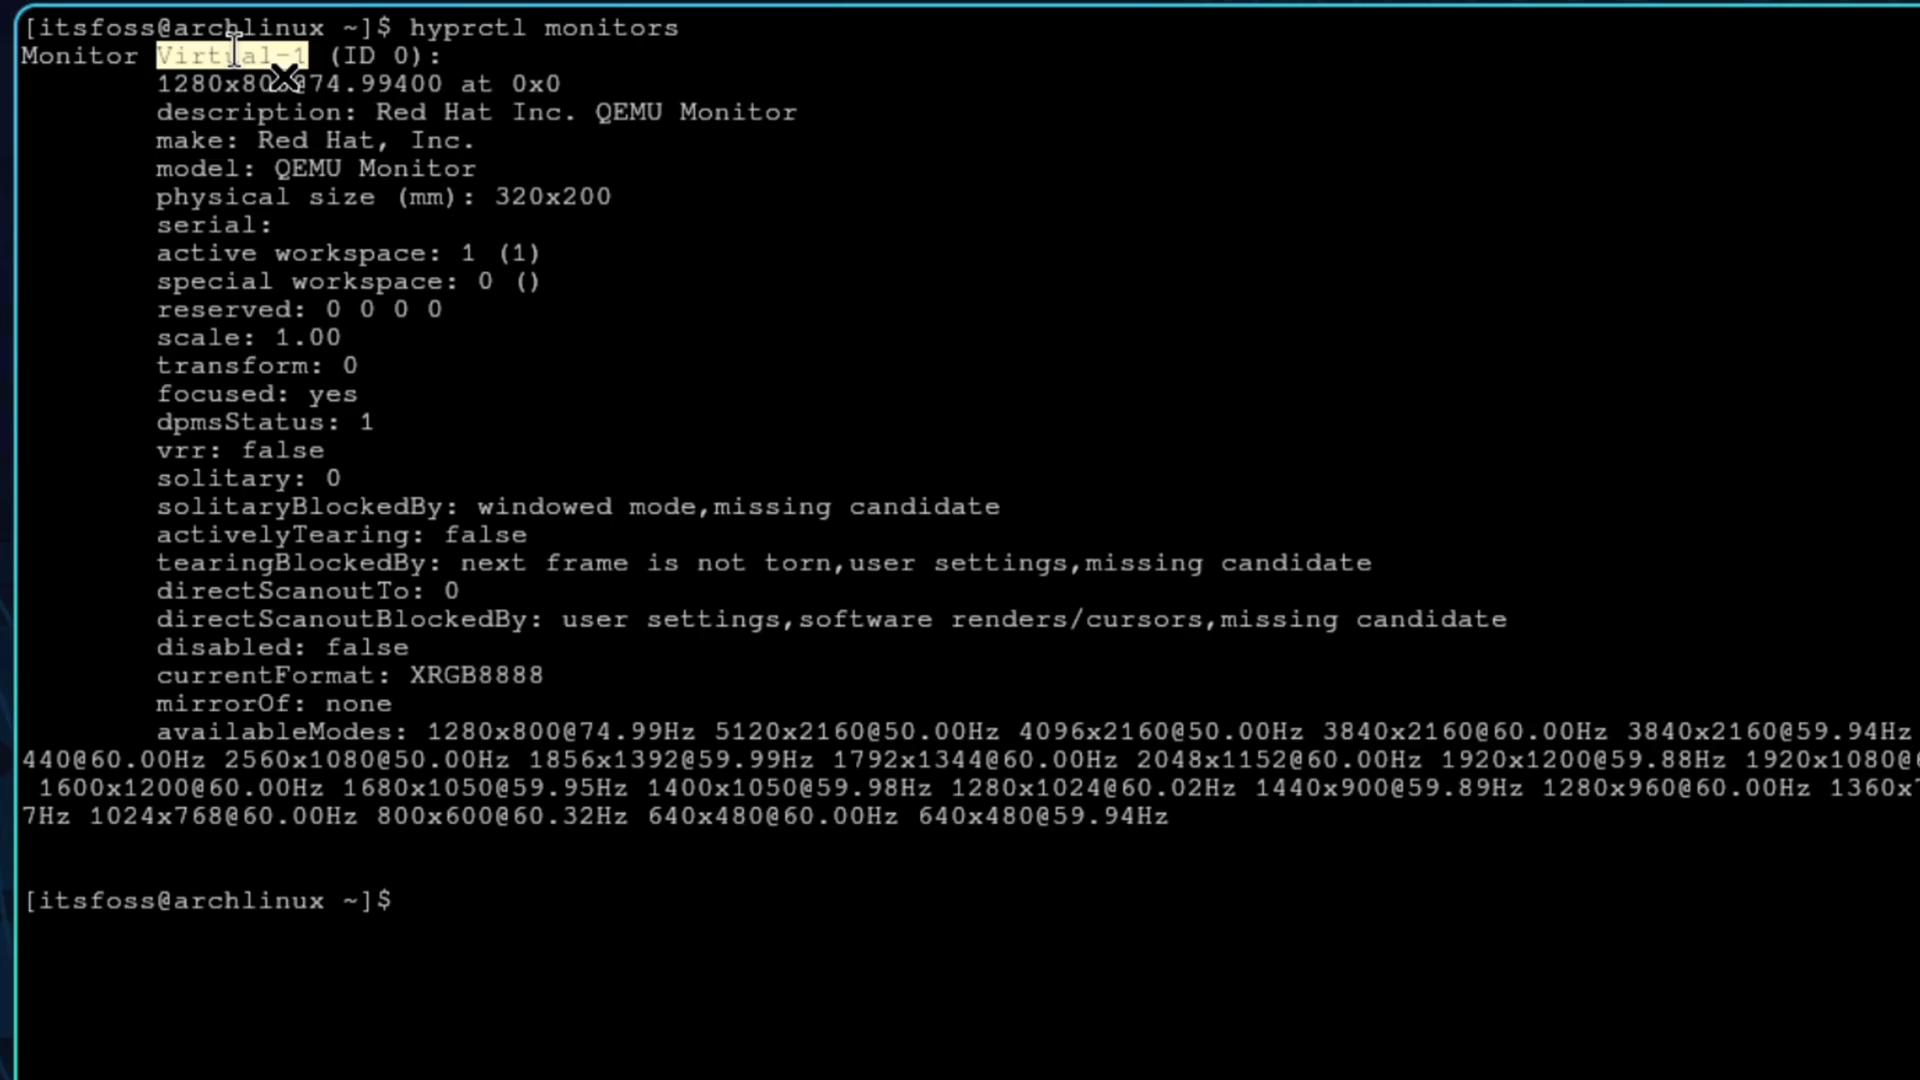 [itsfoss@archlinux ~]$ hyprctl monitors
Monitor Virtual-1 (ID 0):
1280x800@74.99400 at 0x0
description: Red Hat Inc. QEMU Monitor
make: Red Hat, Inc.
model: QEMU Monitor
physical size (mm): 320x200
serial:
active workspace: 1 (1)
special workspace: 0 ()
reserved: 0 0 0 0
scale: 1.00
transform: 0
focused: yes
dpmsStatus: 1
vrr: false
solitary: 0
solitaryBlockedBy: windowed mode,missing candidate
activelyTearing: false
tearingBlockedBy: next frame is not torn,user settings,missing candidate
directScanoutTo: 0
directScanoutBlockedBy: user settings,software renders/cursors,missing candidate
disabled: false
currentFormat: XRGB8888
mirrorOf: none
availableModes: 1280x800@74.99Hz 5120x2160@50.00Hz 4096x2160@50.00Hz 3840x2160@60.00Hz 3840x2160@59.94Hz
440@60.00Hz 2560x1080@50.00Hz 1856x1392@59.99Hz 1792x1344@60.00Hz 2048x1152@60.00Hz 1920x1200@59.88Hz 1920x1080@
1600x1200@60.00Hz 1680x1050@59.95Hz 1400x1050@59.98Hz 1280x1024@60.02Hz 1440x900@59.89Hz 1280x960@60.00Hz 1360x7
7Hz 1024x768@60.00Hz 800x600@60.32Hz 640x480@60.00Hz 640x480@59.94Hz
[itsfoss@archlinux ~]$